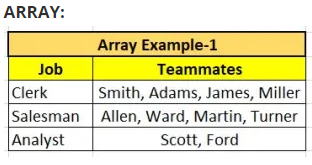 ARRAY:
Array Example-1
Job Teammates
Clerk Smith, Adams, James, Miller
Salesman Allen, Ward, Martin, Turner
Analyst Scott, Ford